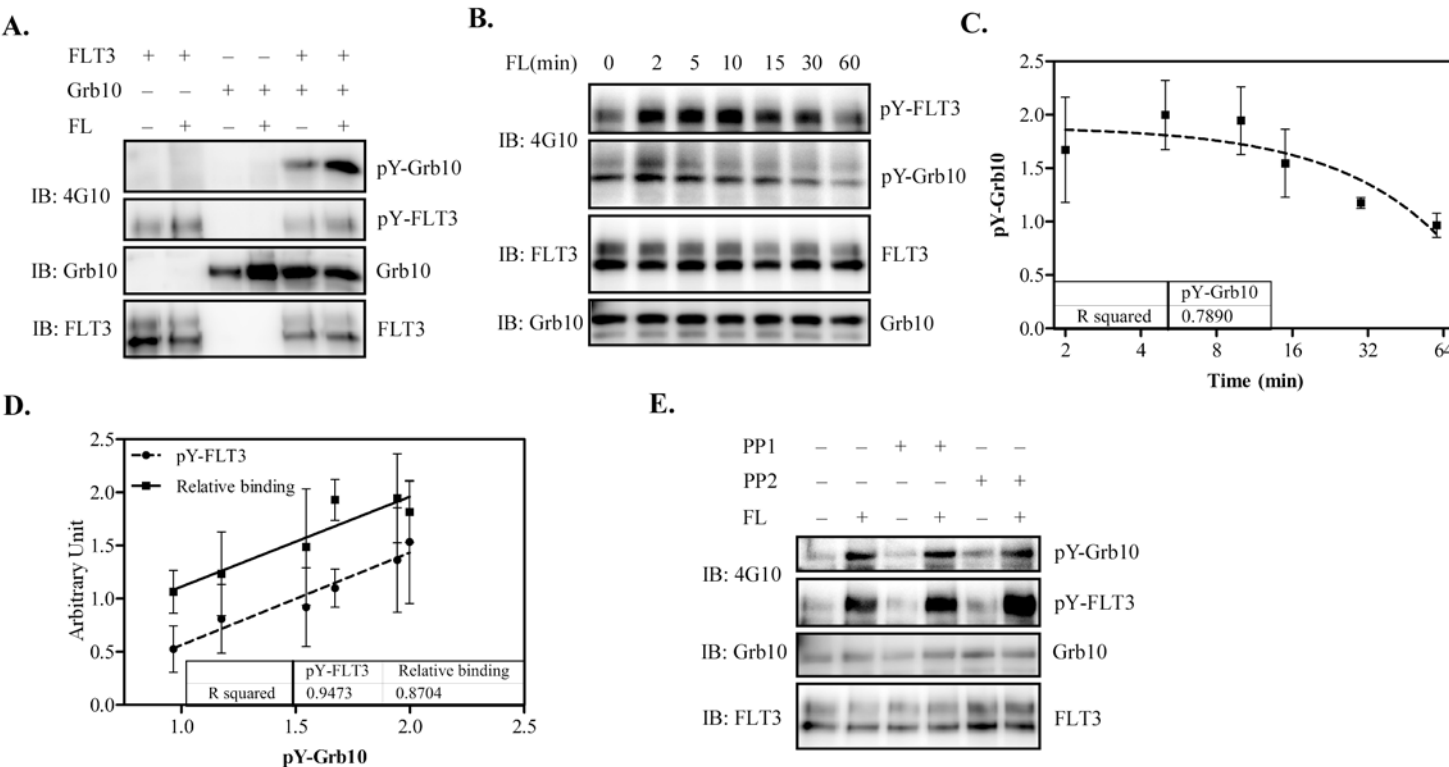 A.
FLT3 + + – – + +
Grb10 – – + + + +
FL – + – + – +
IB: 4G10
pY-Grb10
pY-FLT3
IB: Grb10 Grb10
IB: FLT3 FLT3
B.
FL(min) 0 2 5 10 15 30 60
IB: 4G10
pY-FLT3
pY-Grb10
IB: FLT3 FLT3
IB: Grb10 Grb10
C.
pY-Grb10
2.5
2.0
1.5
1.0
0.5
0.0
pY-Grb10
R squared 0.7890
2 4 8 16 32 64
Time (min)
D.
Arbitrary Unit
2.5
2.0
1.5
1.0
0.5
0.0
pY-FLT3
Relative binding
pY-FLT3 Relative binding
R squared 0.9473 0.8704
1.0 1.5 2.0 2.5
pY-Grb10
E.
PP1 – – + + – –
PP2 – – – – + +
FL – + – + – +
IB: 4G10
pY-Grb10
pY-FLT3
IB: Grb10 Grb10
IB: FLT3 FLT3